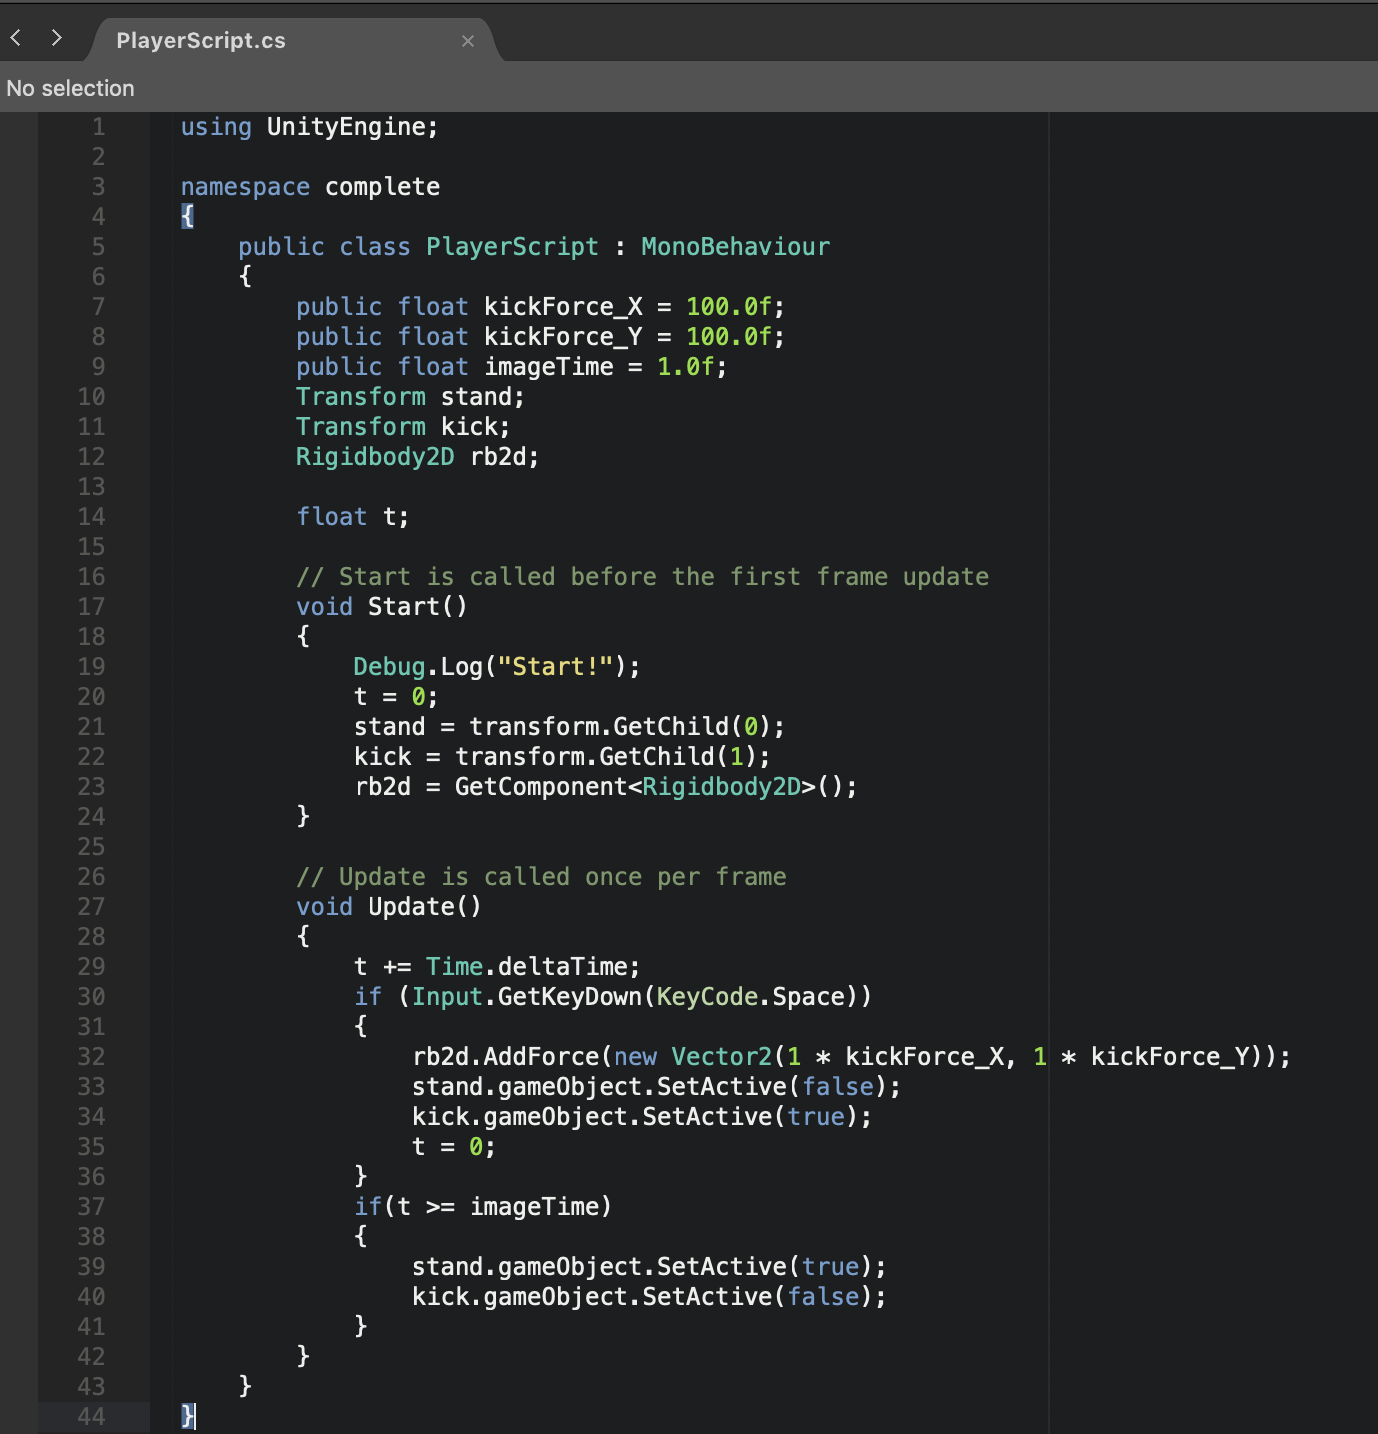 PlayerScript.cs
No selection
1 using UnityEngine;
2
3 namespace complete
4 {
5     public class PlayerScript : MonoBehaviour
6     {
7         public float kickForce_X = 100.0f;
8         public float kickForce_Y = 100.0f;
9         public float imageTime = 1.0f;
10         Transform stand;
11         Transform kick;
12         Rigidbody2D rb2d;
13
14         float t;
15
16         // Start is called before the first frame update
17         void Start()
18         {
19             Debug.Log("Start!");
20             t = 0;
21             stand = transform.GetChild(0);
22             kick = transform.GetChild(1);
23             rb2d = GetComponent<Rigidbody2D>();
24         }
25
26         // Update is called once per frame
27         void Update()
28         {
29             t += Time.deltaTime;
30             if (Input.GetKeyDown(KeyCode.Space))
31             {
32                 rb2d.AddForce(new Vector2(1 * kickForce_X, 1 * kickForce_Y));
33                 stand.gameObject.SetActive(false);
34                 kick.gameObject.SetActive(true);
35                 t = 0;
36             }
37             if(t >= imageTime)
38             {
39                 stand.gameObject.SetActive(true);
40                 kick.gameObject.SetActive(false);
41             }
42         }
43     }
44 }